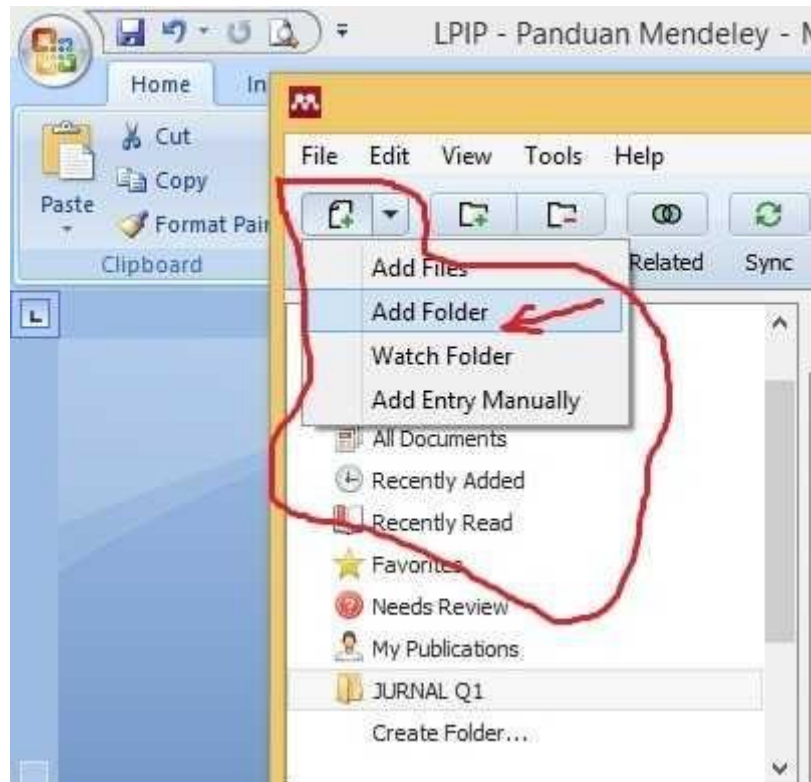 LPIP - Panduan Mendeley - M
Home In
Cut
Copy
Paste
Format Pain
Clipboard
File Edit View Tools Help
Related Sync
Add Files
Add Folder
Watch Folder
Add Entry Manually
All Documents
Recently Added
Recently Read
Favorites
Needs Review
My Publications
JURNAL Q1
Create Folder...